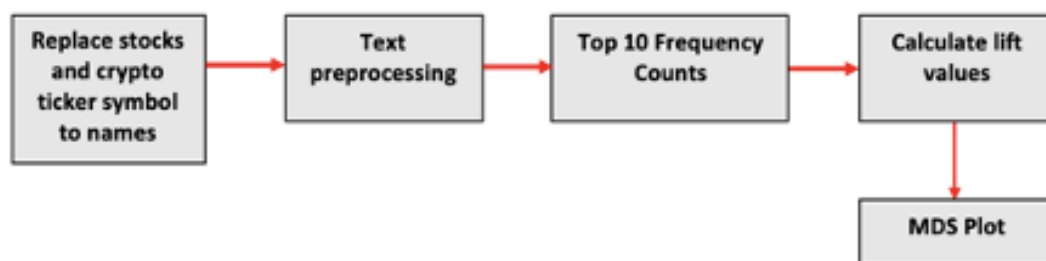 Replace stocks
and crypto
ticker symbol
to names
Text
preprocessing
Top 10 Frequency
Counts
Calculate lift
values
MDS Plot